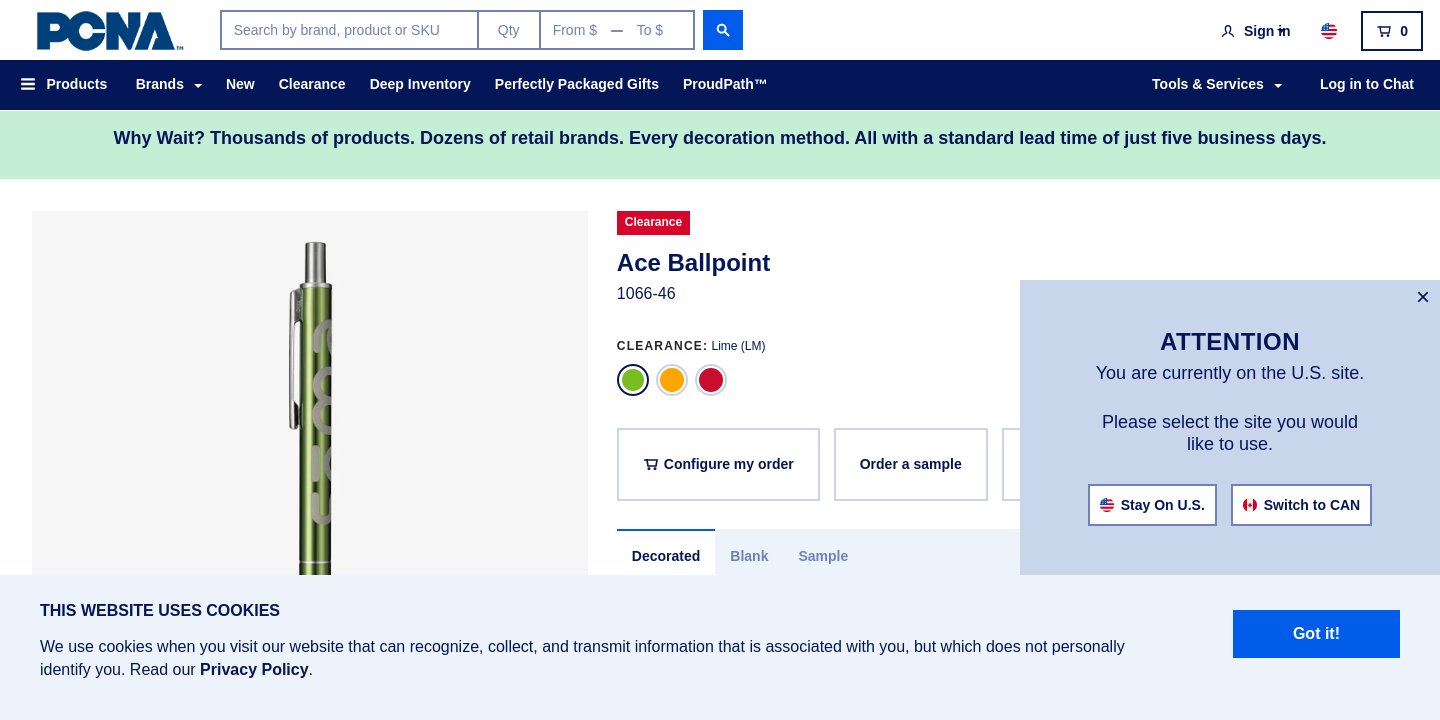 PCNA™
Search by brand, product or SKU Qty From $ — To $
Sign in 0
Products Brands New Clearance Deep Inventory Perfectly Packaged Gifts ProudPath™ Tools & Services Log in to Chat
Why Wait? Thousands of products. Dozens of retail brands. Every decoration method. All with a standard lead time of just five business days.
Clearance
Ace Ballpoint
1066-46
CLEARANCE: Lime (LM)
Configure my order Order a sample
Decorated Blank Sample
×
ATTENTION
You are currently on the U.S. site.
Please select the site you would
like to use.
Stay On U.S. Switch to CAN
THIS WEBSITE USES COOKIES
We use cookies when you visit our website that can recognize, collect, and transmit information that is associated with you, but which does not personally
identify you. Read our Privacy Policy.
Got it!